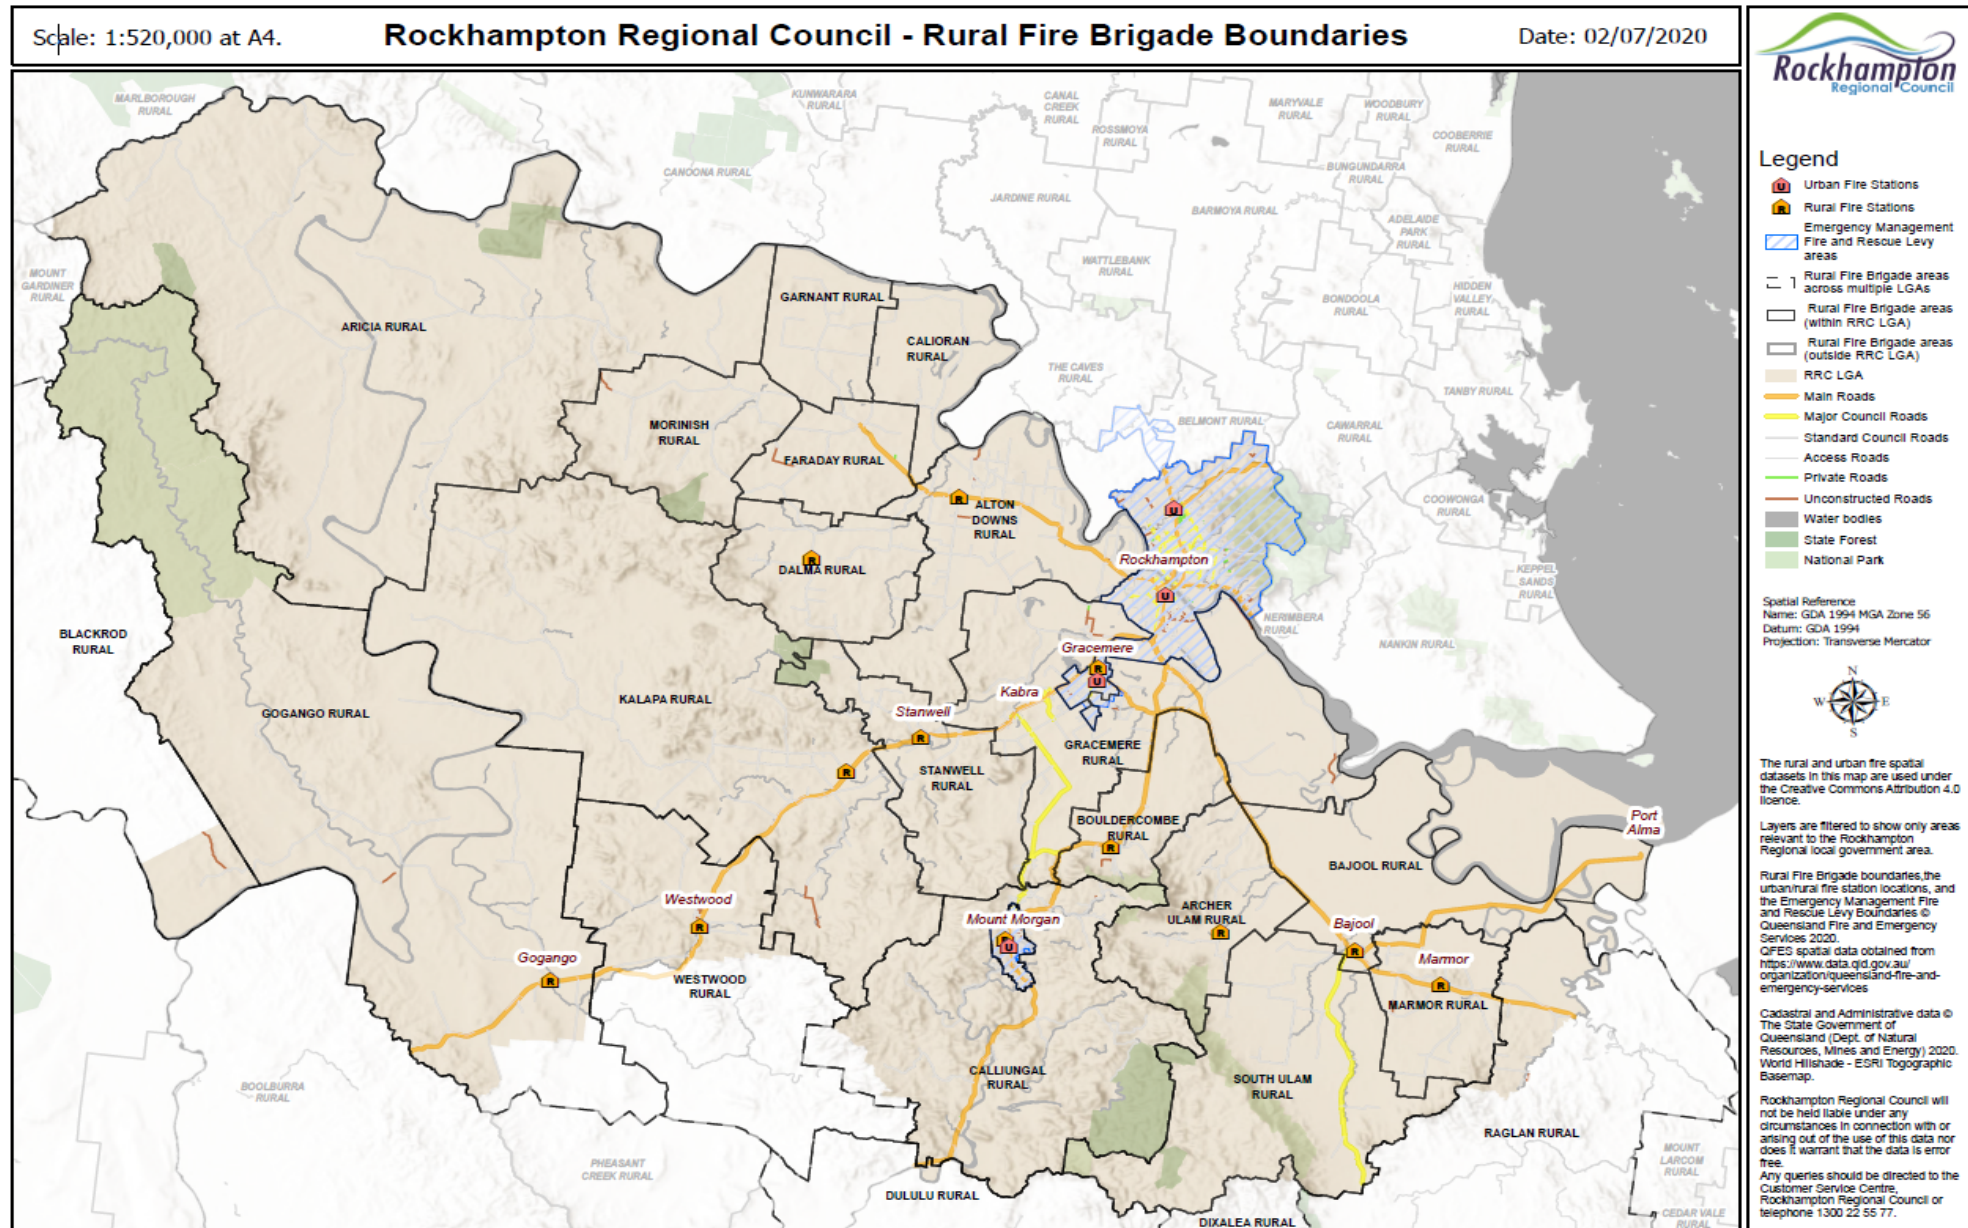 Scale: 1:520,000 at A4.
Rockhampton Regional Council - Rural Fire Brigade Boundaries
Date: 02/07/2020
Rockhampton
Regional Council
MARLBOROUGH
RURAL
KUNWARARA
RURAL
CANAL
CREEK
RURAL
ROSSMOYA
RURAL
MARYVALE
RURAL
WOODBURY
RURAL
COOBERRIE
RURAL
CANOONA RURAL
BUNGUNDARRA
RURAL
JARDINE RURAL
BARMOYA RURAL
ADELAIDE
PARK
RURAL
MOUNT
GARDINER
RURAL
WATTLEBANK
RURAL
BONDOOLA
RURAL
HIDDEN
VALLEY
RURAL
GARNANT RURAL
ARICIA RURAL
CALIORAN
RURAL
THE CAVES
RURAL
TANBY RURAL
MORINISH
RURAL
BELMONT RURAL
CAWARRAL
RURAL
FARADAY RURAL
COOWONGA
RURAL
R
ALTON
DOWNS
RURAL
U
Rockhampton
R
DALMA RURAL
KEPPEL
SANDS
RURAL
U
NERIMBERA
RURAL
NANKIN RURAL
BLACKROD
RURAL
Gracemere
R
U
KALAPA RURAL
Kabra
GOGANGO RURAL
Stanwell
R
GRACEMERE
RURAL
R
STANWELL
RURAL
BOULDERCOMBE
RURAL
R
Port
Alma
BAJOOL RURAL
Westwood
R
ARCHER
ULAM RURAL
R
Mount Morgan
R
U
Bajool
R
Gogango
R
Marmor
R
WESTWOOD
RURAL
MARMOR RURAL
CALLIUNGAL
RURAL
SOUTH ULAM
RURAL
BOOLBURRA
RURAL
RAGLAN RURAL
PHEASANT
CREEK RURAL
MOUNT
LARCOM
RURAL
DULULU RURAL
DIXALEA RURAL
CEDAR VALE
RURAL
Legend
U Urban Fire Stations
R Rural Fire Stations
Emergency Management
Fire and Rescue Levy
areas
Rural Fire Brigade areas
across multiple LGAs
Rural Fire Brigade areas
(within RRC LGA)
Rural Fire Brigade areas
(outside RRC LGA)
RRC LGA
Main Roads
Major Council Roads
Standard Council Roads
Access Roads
Private Roads
Unconstructed Roads
Water bodies
State Forest
National Park
Spatial Reference
Name: GDA 1994 MGA Zone 56
Datum: GDA 1994
Projection: Transverse Mercator
N
W E
S
The rural and urban fire spatial
datasets in this map are used under
the Creative Commons Attribution 4.0
licence.
Layers are filtered to show only areas
relevant to the Rockhampton
Regional local government area.
Rural Fire Brigade boundaries,the
urban/rural fire station locations, and
the Emergency Management Fire
and Rescue Levy Boundaries ©
Queensland Fire and Emergency
Services 2020.
QFES spatial data obtained from
https://www.data.qld.gov.au/
organization/queensland-fire-and-
emergency-services
Cadastral and Administrative data ©
The State Government of
Queensland (Dept. of Natural
Resources, Mines and Energy) 2020.
World Hillshade - ESRI Togographic
Basemap.
Rockhampton Regional Council will
not be held liable under any
circumstances in connection with or
arising out of the use of this data nor
does it warrant that the data is error
free.
Any queries should be directed to the
Customer Service Centre,
Rockhampton Regional Council or
telephone 1300 22 55 77.